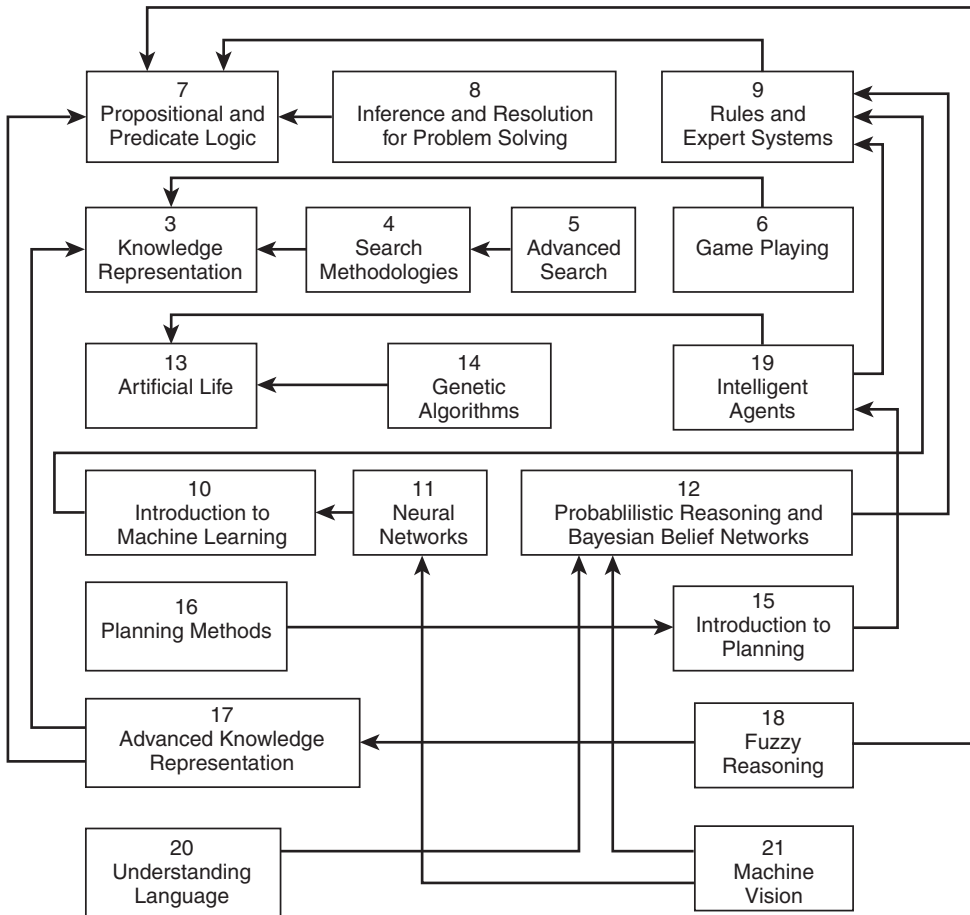 7
Propositional and
Predicate Logic
8
Inference and Resolution
for Problem Solving
9
Rules and
Expert Systems
3
Knowledge
Representation
4
Search
Methodologies
5
Advanced
Search
6
Game Playing
13
Artificial Life
14
Genetic
Algorithms
19
Intelligent
Agents
10
Introduction to
Machine Learning
11
Neural
Networks
12
Probablilistic Reasoning and
Bayesian Belief Networks
16
Planning Methods
15
Introduction to
Planning
17
Advanced Knowledge
Representation
18
Fuzzy
Reasoning
20
Understanding
Language
21
Machine
Vision